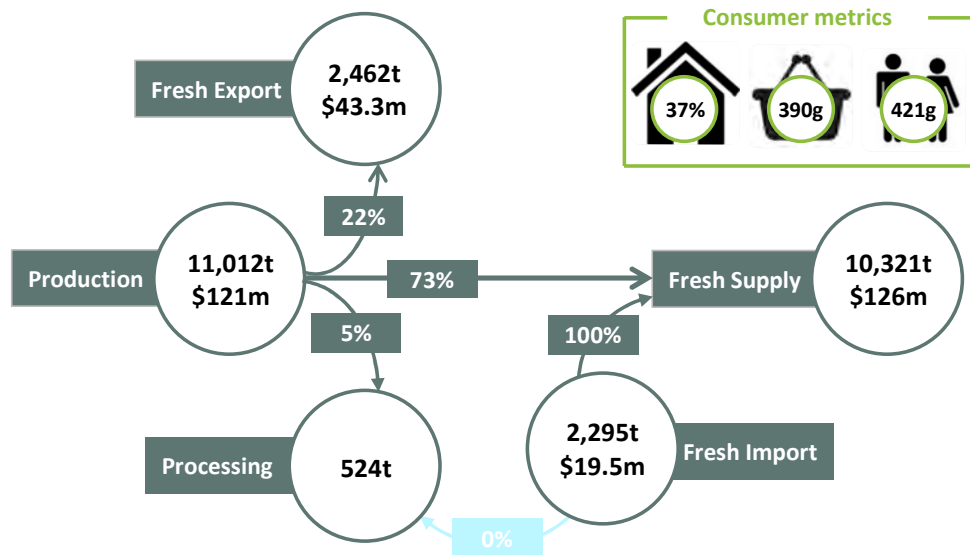 Consumer metrics
37%
390g
421g
Fresh Export
2,462t
$43.3m
22%
Production
11,012t
$121m
73%
Fresh Supply
10,321t
$126m
5%
100%
Processing
524t
2,295t
$19.5m
Fresh Import
0%